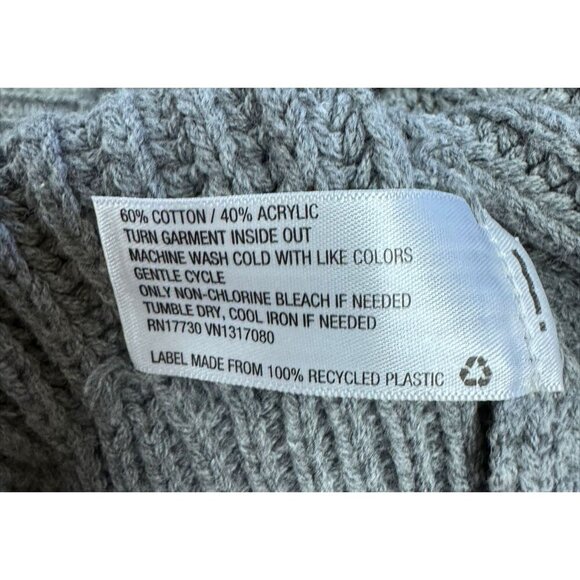 60% COTTON / 40% ACRYLIC
TURN GARMENT INSIDE OUT
MACHINE WASH COLD WITH LIKE COLORS
GENTLE CYCLE
ONLY NON-CHLORINE BLEACH IF NEEDED
TUMBLE DRY, COOL IRON IF NEEDED
RN17730 VN1317080
LABEL MADE FROM 100% RECYCLED PLASTIC